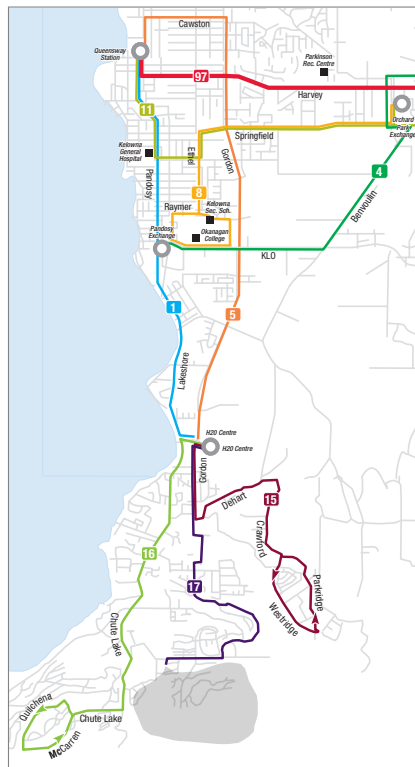 Cawston
Queensway
Station
Parkinson
Rec. Centre
97
Harvey
Orchard
Park
Exchange
11
Springfield
Kelowna
General
Hospital
Ethel
Gordon
Pandosy
4
8
Benvoulin
Raymer
Kelowna
Sec. Sch.
Okanagan
College
Pandosy
Exchange
KLO
1
5
Lakeshore
H20 Centre
H20 Centre
Gordon
Dehart
15
Crawford
16
17
Parkridge
Westridge
Chute Lake
Quilchena
Chute Lake
McCarren